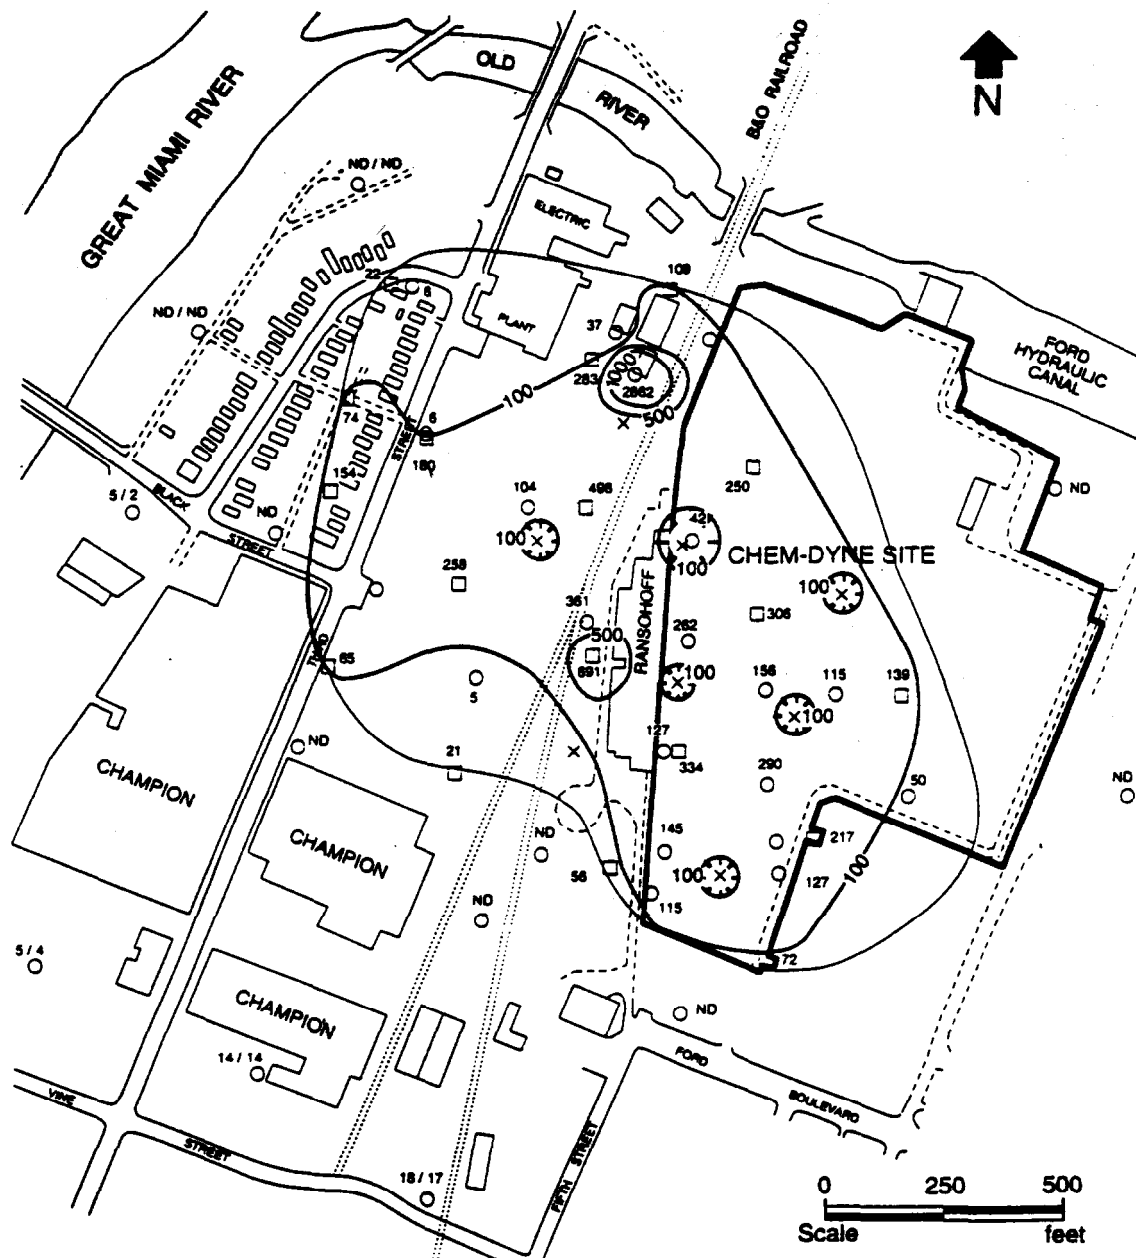 OLD
RIVER
B&O RAILROAD
N
GREAT MIAMI RIVER
ND / ND
ELECTRIC
PLANT
109
22
6
ND / ND
37
283
1000
2862
500
100
FORD
HYDRAULIC
CANAL
74
6
180
STREET
154
5 / 2
BLACK
STREET
ND
104
498
250
ND
100
100
CHEM-DYNE SITE
258
100
361
306
RANSOHOFF
262
500
691
THIRD
65
5
100
156
115
139
100
127
334
ND
21
290
50
ND
CHAMPION
CHAMPION
ND
145
217
56
100
127
100
115
ND
72
5 / 4
CHAMPION
ND
14 / 14
FORD
BOULEVARD
VINE
STREET
18 / 17
FIFTH STREET
0 250 500
Scale feet